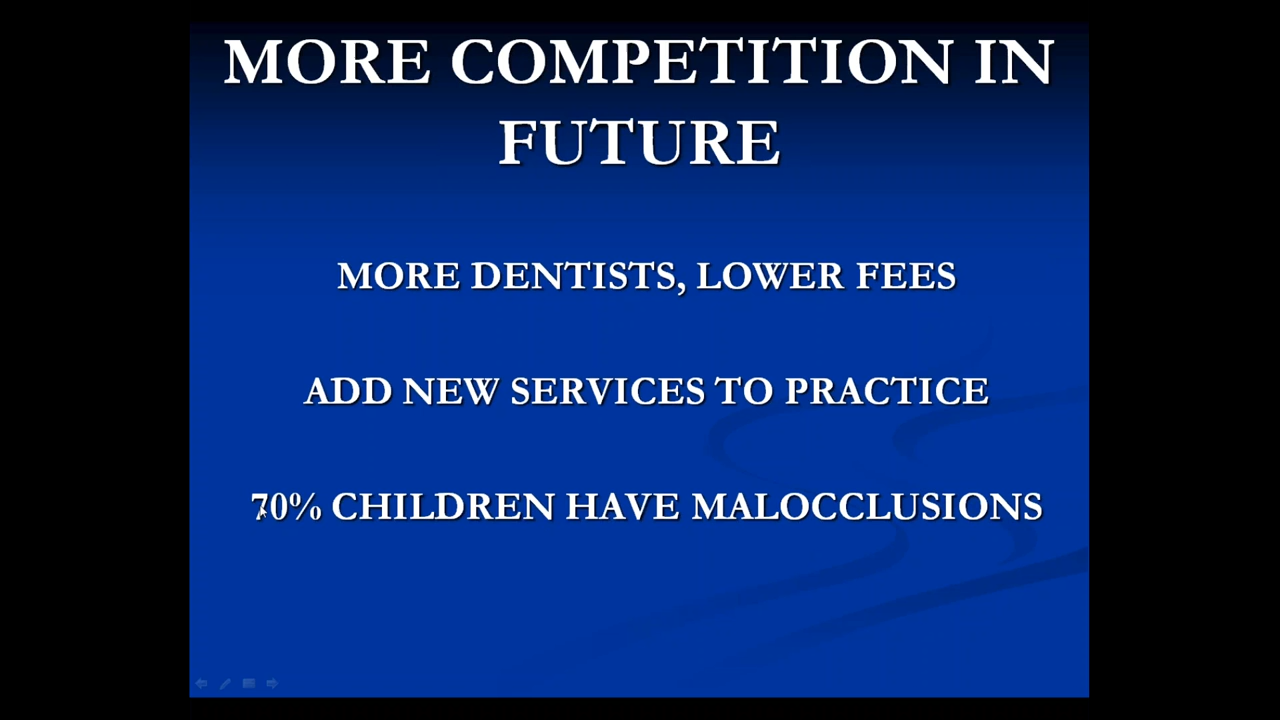 MORE COMPETITION IN
FUTURE
MORE DENTISTS, LOWER FEES
ADD NEW SERVICES TO PRACTICE
70% CHILDREN HAVE MALOCCLUSIONS